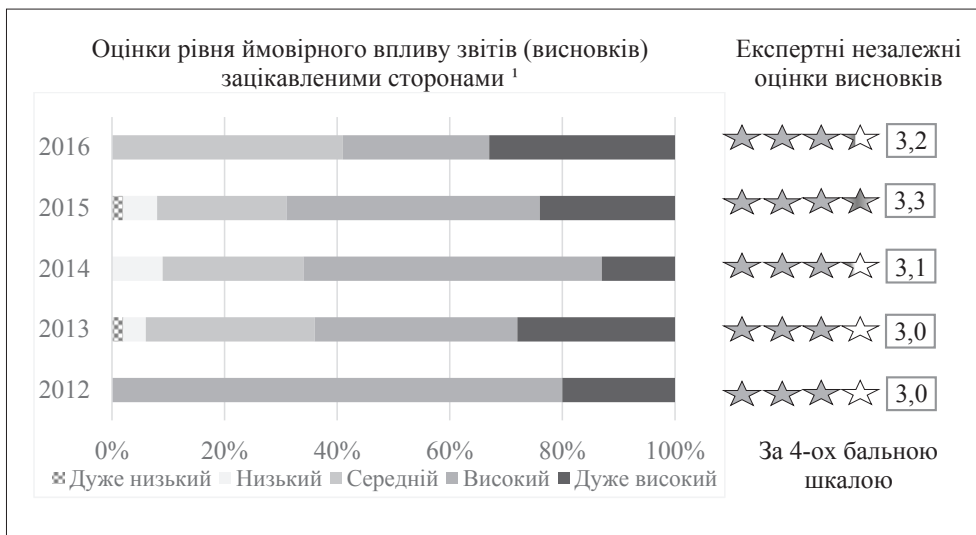 Оцінки рівня ймовірного впливу звітів (висновків)
зацікавленими сторонами ¹
Експертні незалежні
оцінки висновків
2016
3,2
2015
3,3
2014
3,1
2013
3,0
2012
3,0
0% 20% 40% 60% 80% 100%
Дуже низький Низький Середній Високий Дуже високий
За 4-ох бальною
шкалою